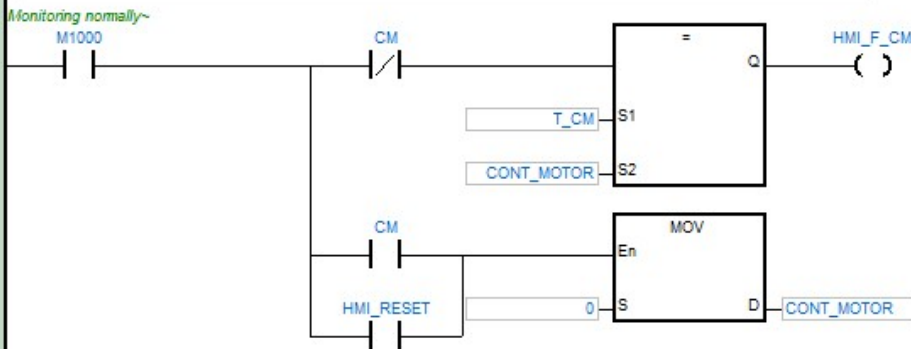 Monitoring normally~
M1000
CM
=
HMI_F_CM
Q
T_CM
S1
CONT_MOTOR
S2
CM
MOV
En
HMI_RESET
0
S
D
CONT_MOTOR